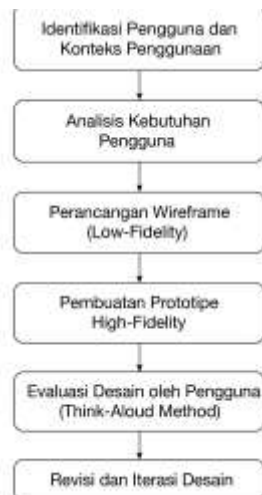 Identifikasi Pengguna dan
Konteks Penggunaan
Analisis Kebutuhan
Pengguna
Perancangan Wireframe
(Low-Fidelity)
Pembuatan Prototipe
High-Fidelity
Evaluasi Desain oleh Pengguna
(Think-Aloud Method)
Revisi dan Iterasi Desain